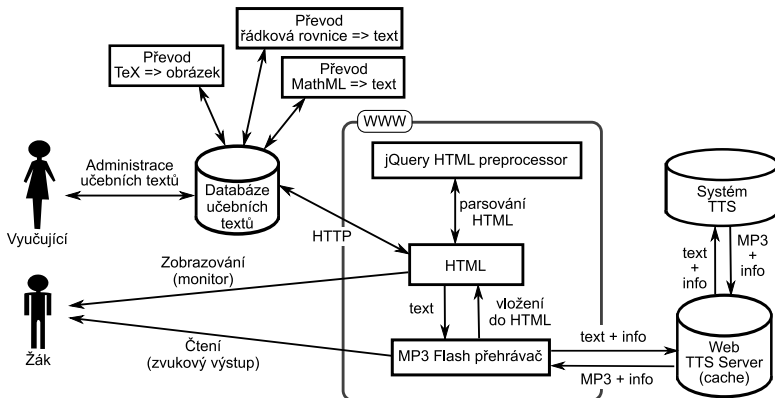 Převod
řádková rovnice => text
Převod
TeX => obrázek
Převod
MathML => text
WWW
jQuery HTML preprocessor
Administrace
učebních textů
Databáze
učebních
textů
parsování
HTML
Systém
TTS
Vyučující
HTTP
HTML
text
+
info
MP3
+
info
Zobrazování
(monitor)
text
vložení
do HTML
Čtení
(zvukový výstup)
MP3 Flash přehrávač
text + info
MP3 + info
Web
TTS Server
(cache)
Žák